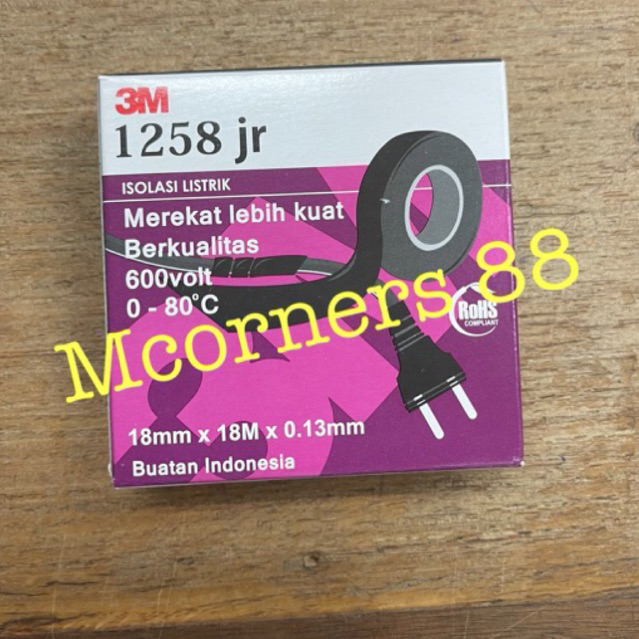 3M
1258 jr
ISOLASI LISTRIK
Merekat lebih kuat
Berkualitas
600volt
0 - 80°C
Mcorners 88
RoHS
COMPLIANT
18mm x 18M x 0.13mm
Buatan Indonesia